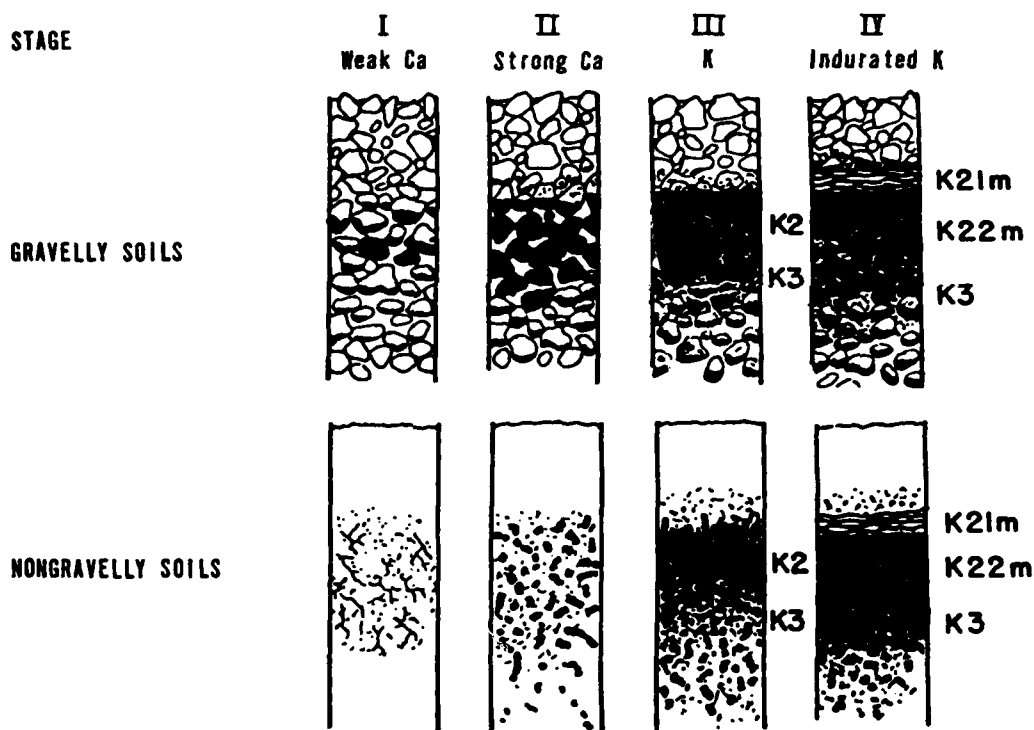 STAGE
I II III IV
Weak Ca Strong Ca K Indurated K
GRAVELLY SOILS
K2
K3
K21m
K22m
K3
NONGRAVELLY SOILS
K2
K3
K21m
K22m
K3